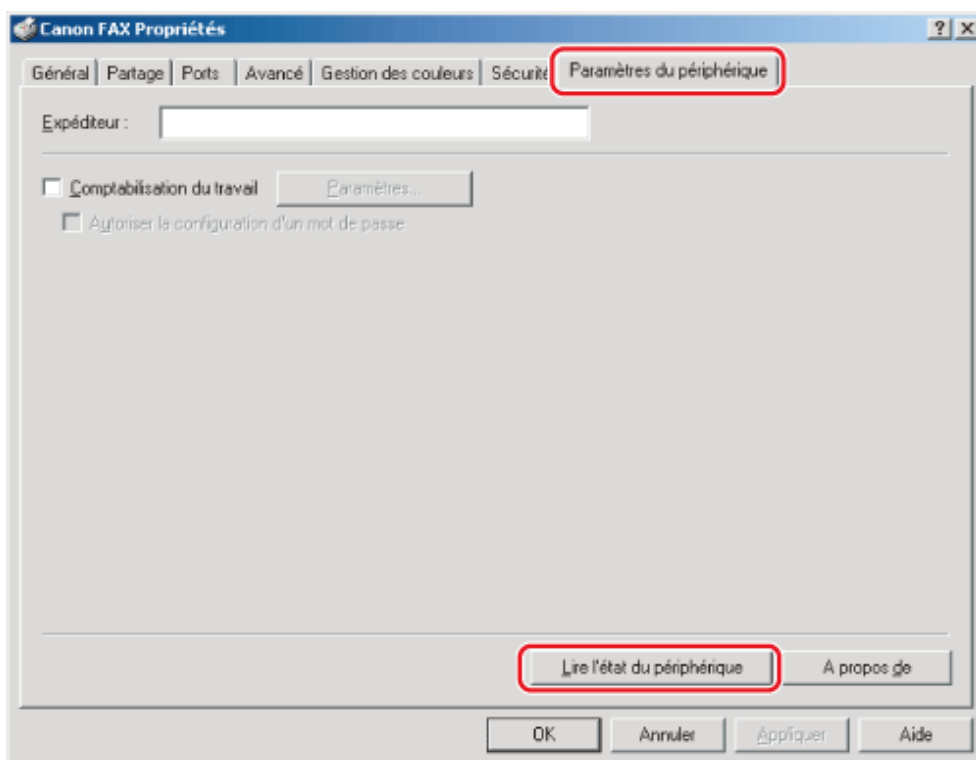 Canon FAX Propriétés
Général Partage Ports Avancé Gestion des couleurs Sécurité Paramètres du périphérique
Expéditeur :
Comptabilisation du travail Paramètres...
Autoriser la configuration d'un mot de passe
Lire l'état du périphérique A propos de
OK Annuler Appliquer Aide